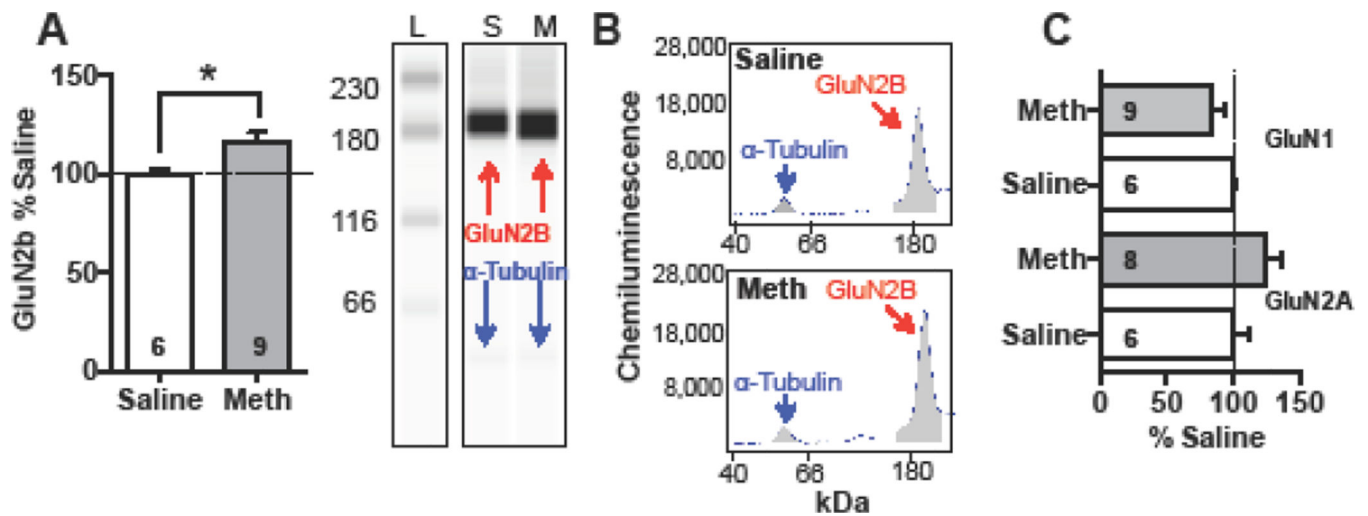 A
GluN2b % Saline
150
100
50
0
*
6
9
Saline
Meth
L
S
M
230
180
116
66
GluN2B
α-Tubulin
B
Chemiluminescence
28,000
18,000
8,000
Saline
GluN2B
α-Tubulin
40
66
180
28,000
18,000
8,000
Meth
GluN2B
α-Tubulin
40
66
180
kDa
C
Meth
9
GluN1
Saline
6
Meth
8
GluN2A
Saline
6
0
50
100
150
% Saline